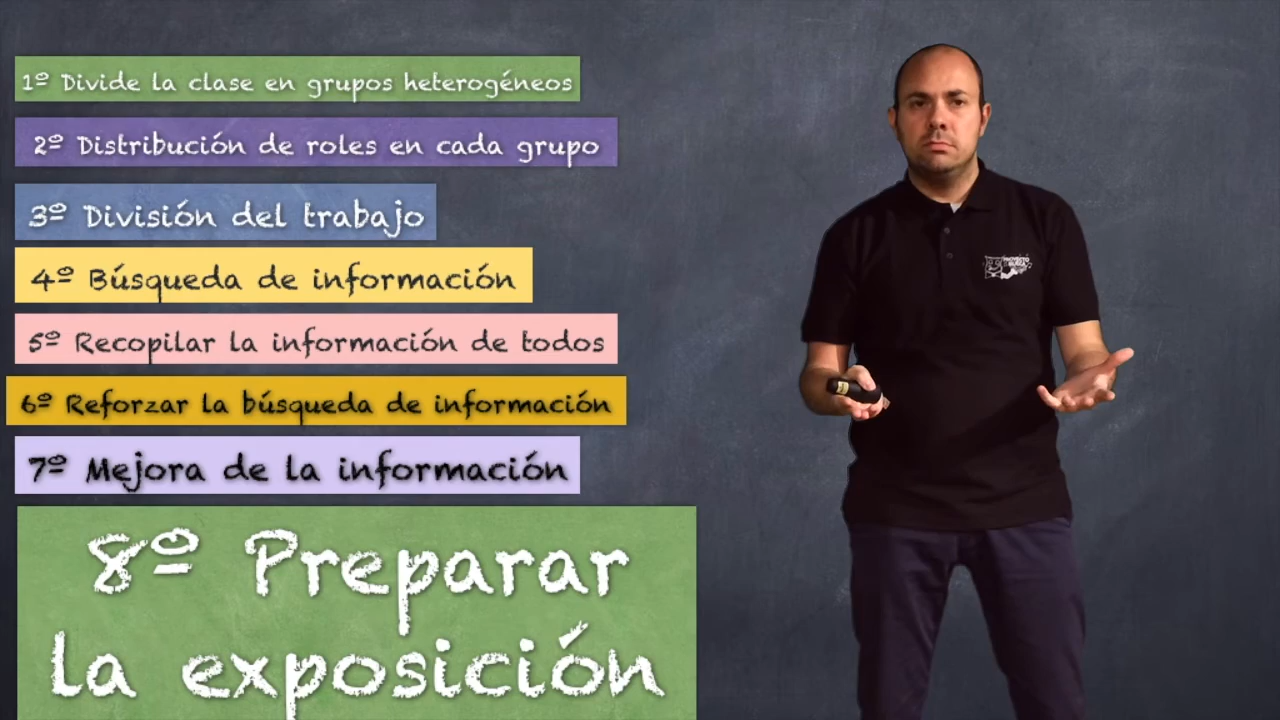 1º Divide la clase en grupos heterogéneos
2º Distribución de roles en cada grupo
3º División del trabajo
4º Búsqueda de información
5º Recopilar la información de todos
6º Reforzar la búsqueda de información
7º Mejora de la información
8º Preparar
la exposición